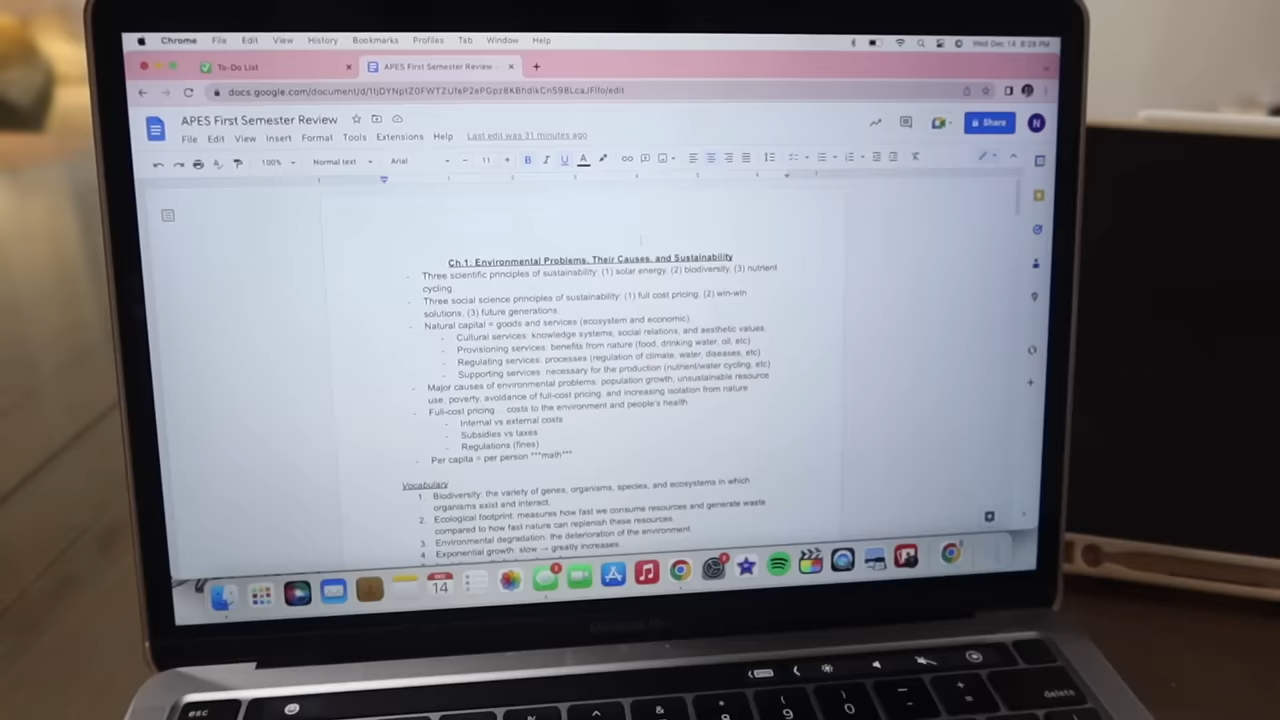 Chrome File Edit View History Bookmarks Profiles Tab Window Help Wed Dec 14 8:28 PM
To-Do List APES First Semester Review
APES First Semester Review
File Edit View Insert Format Tools Extensions Help Last edit was 31 minutes ago
Share N
100% Normal text Arial 11 B I U A
Ch.1: Environmental Problems, Their Causes, and Sustainability
- Three scientific principles of sustainability: (1) solar energy, (2) biodiversity, (3) nutrient
cycling
- Three social science principles of sustainability: (1) full cost pricing, (2) win-win
solutions, (3) future generations
- Natural capital = goods and services (ecosystem and economic)
- Cultural services: knowledge systems, social relations, and aesthetic values.
- Provisioning services: benefits from nature (food, drinking water, oil, etc)
- Regulating services: processes (regulation of climate, water, diseases, etc)
- Supporting services: necessary for the production (nutrient/water cycling, etc)
- Major causes of environmental problems: population growth, unsustainable resource
use, poverty, avoidance of full-cost pricing, and increasing isolation from nature
- Full-cost pricing costs to the environment and people's health
- Internal vs external costs
- Subsidies vs taxes
- Regulations (fines)
- Per capita = per person ***math***
Vocabulary
1. Biodiversity: the variety of genes, organisms, species, and ecosystems in which
organisms exist and interact.
2. Ecological footprint: measures how fast we consume resources and generate waste
compared to how fast nature can replenish these resources.
3. Environmental degradation: the deterioration of the environment.
4. Exponential growth: slow → greatly increases.
DEC
14
esc
delete